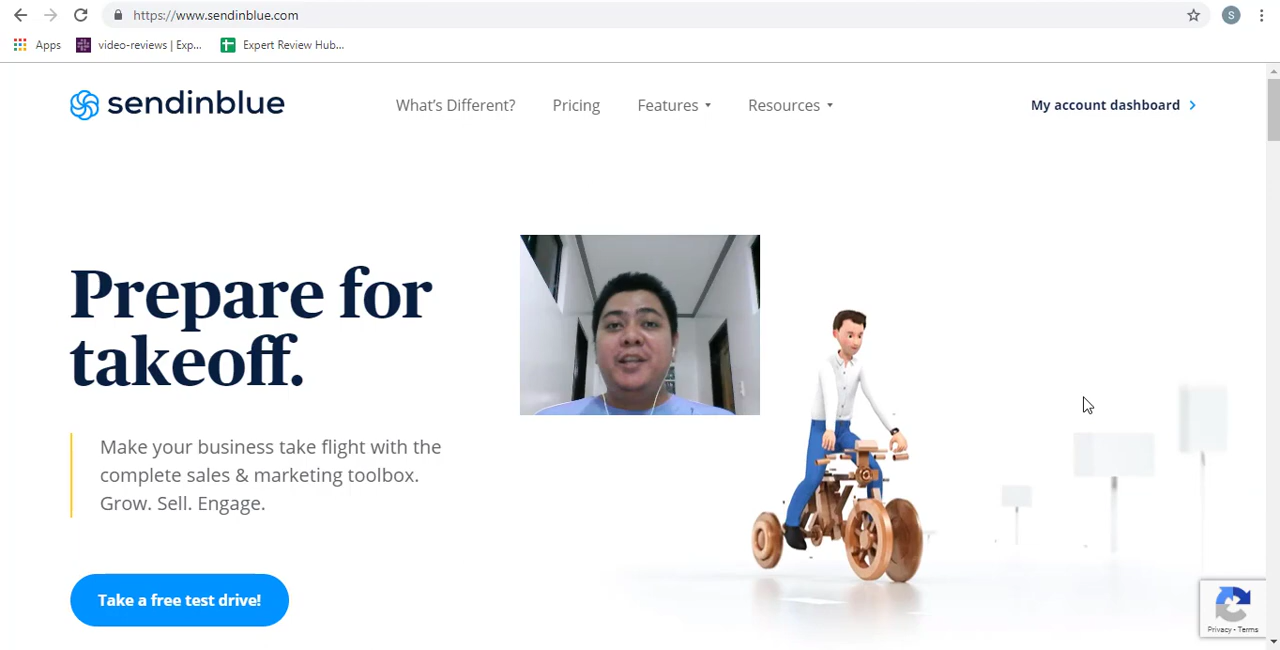 https://www.sendinblue.com
S
Apps
video-reviews | Exp...
Expert Review Hub...
sendinblue
What's Different?
Pricing
Features
Resources
My account dashboard
Prepare for
takeoff.
Make your business take flight with the
complete sales & marketing toolbox.
Grow. Sell. Engage.
Take a free test drive!
Privacy - Terms